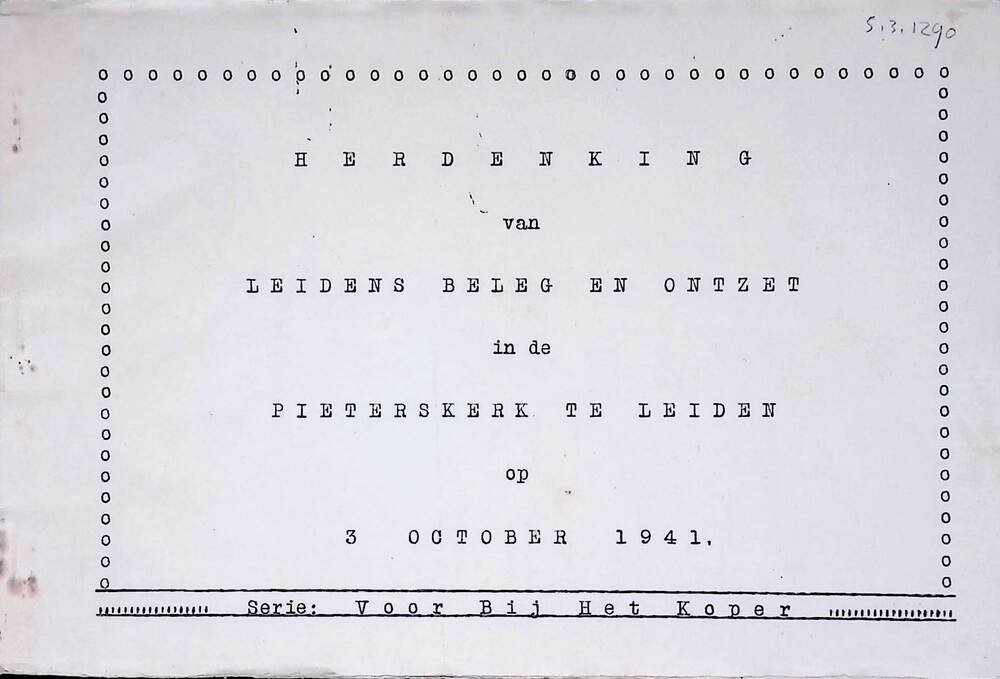 5.3.1290
HERDENKING
van
LEIDENS BELEG EN ONTZET
in de
PIETERSKERK TE LEIDEN
op
3 OCTOBER 1941.
Serie: Voor Bij Het Koper